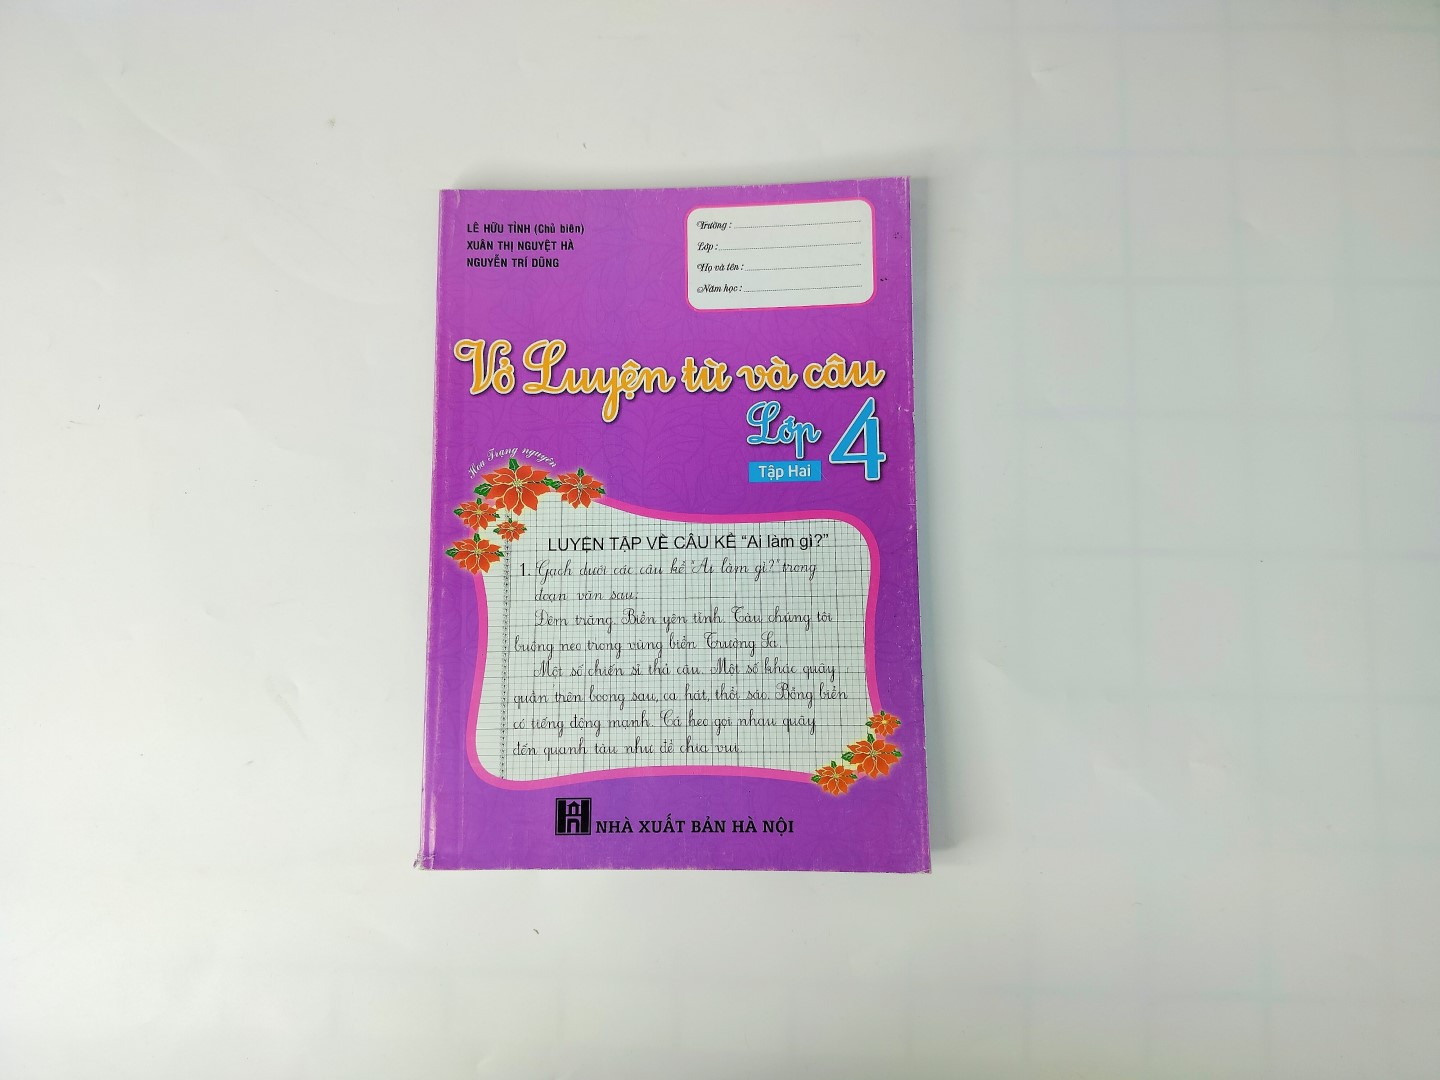 LÊ HỮU TỈNH (Chủ biên)
XUÂN THỊ NGUYỆT HÀ
NGUYỄN TRÍ DŨNG
Trường :
Lớp :
Họ và tên :
Năm học :
Vở Luyện từ và câu
Lớp 4
Tập Hai
Hoa Trạng nguyên
LUYỆN TẬP VỀ CÂU KỂ “Ai làm gì?”
1. Gạch dưới các câu kể "Ai làm gì?" trong
đoạn văn sau:
Đêm trăng. Biển yên tĩnh. Tàu chúng tôi
buông neo trong vùng biển Trường Sa.
Một số chiến sĩ thả câu. Một số khác quây
quần trên boong sau, ca hát, thổi sáo. Bỗng biển
có tiếng động mạnh. Cá heo gọi nhau quây
đến quanh tàu như để chia vui.
NHÀ XUẤT BẢN HÀ NỘI